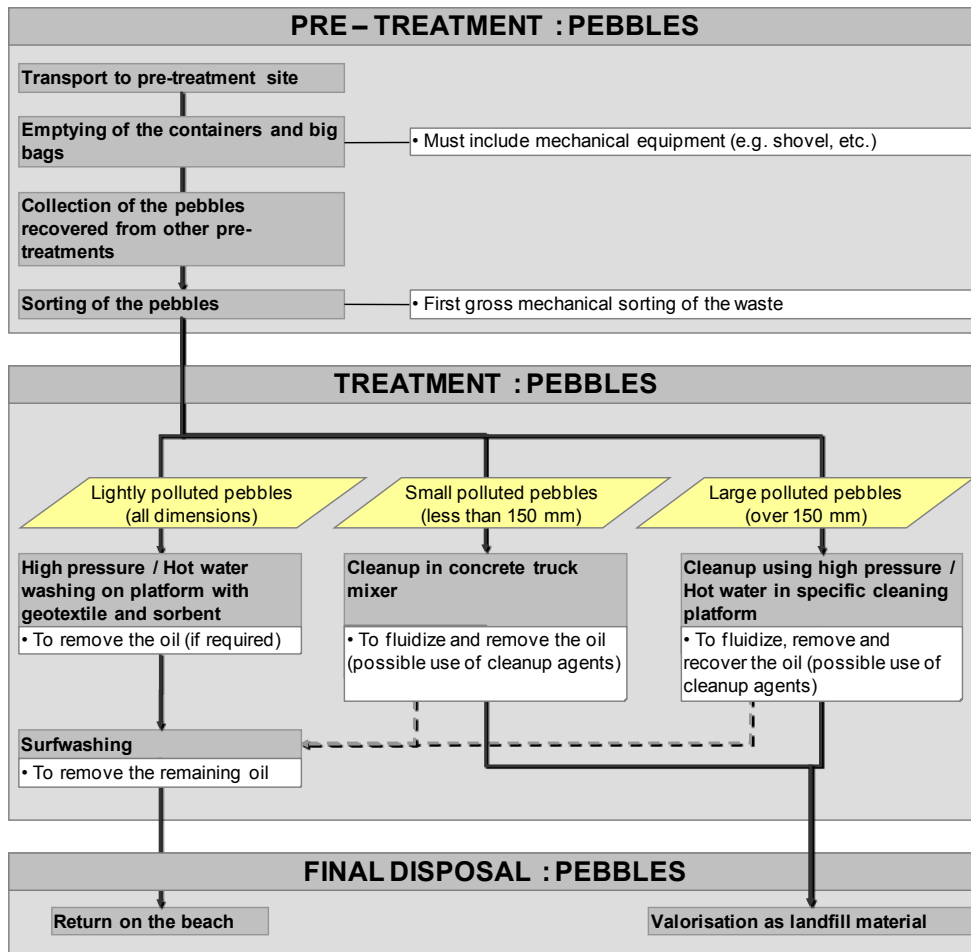 PRE – TREATMENT : PEBBLES
Transport to pre-treatment site
Emptying of the containers and big
bags
• Must include mechanical equipment (e.g. shovel, etc.)
Collection of the pebbles
recovered from other pre-
treatments
Sorting of the pebbles
• First gross mechanical sorting of the waste
TREATMENT : PEBBLES
Lightly polluted pebbles
(all dimensions)
Small polluted pebbles
(less than 150 mm)
Large polluted pebbles
(over 150 mm)
High pressure / Hot water
washing on platform with
geotextile and sorbent
• To remove the oil (if required)
Cleanup in concrete truck
mixer
• To fluidize and remove the oil
(possible use of cleanup agents)
Cleanup using high pressure /
Hot water in specific cleaning
platform
• To fluidize, remove and
recover the oil (possible use of
cleanup agents)
Surfwashing
• To remove the remaining oil
FINAL DISPOSAL : PEBBLES
Return on the beach
Valorisation as landfill material